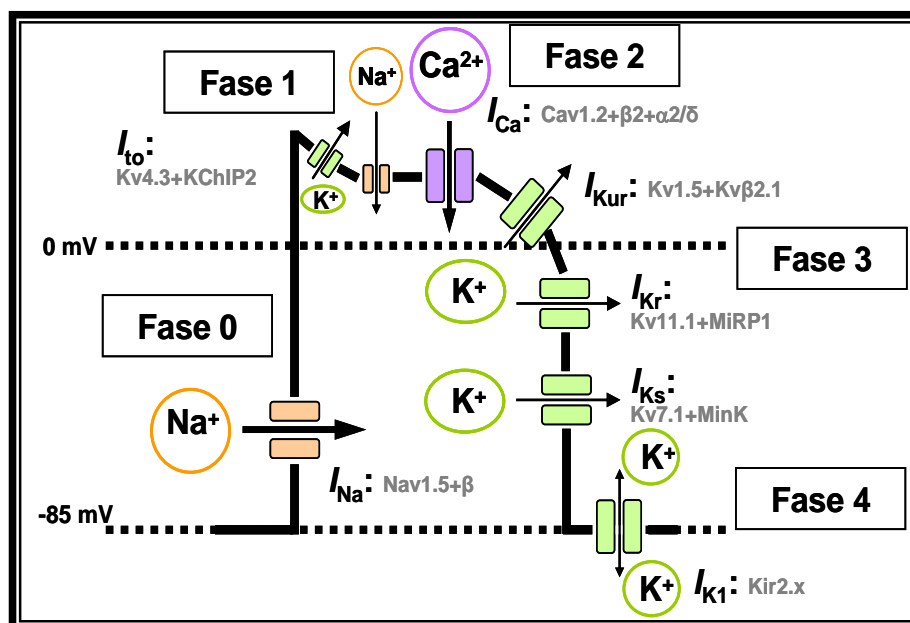 Fase 1
Na⁺
Ca²⁺
Fase 2
I_to:
Kv4.3+KChIP2
K⁺
I_Ca: Cav1.2+β2+α2/δ
I_Kur: Kv1.5+Kvβ2.1
0 mV
Fase 3
K⁺
I_Kr:
Kv11.1+MiRP1
Fase 0
K⁺
I_Ks:
Kv7.1+MinK
Na⁺
I_Na: Nav1.5+β
K⁺
Fase 4
-85 mV
K⁺
I_K1: Kir2.x